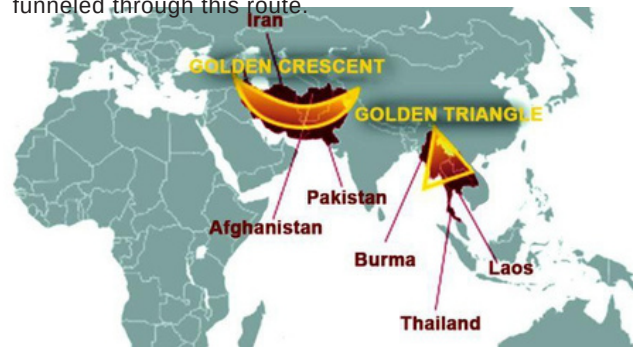 funneled through this route.
Iran
GOLDEN CRESCENT
GOLDEN TRIANGLE
Pakistan
Afghanistan
Burma
Laos
Thailand